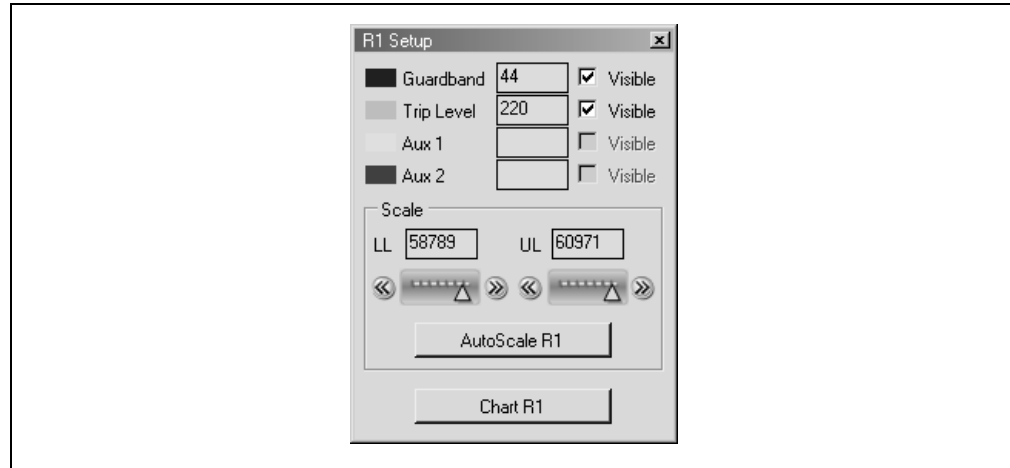 R1 Setup
Guardband 44 Visible
Trip Level 220 Visible
Aux 1 Visible
Aux 2 Visible
Scale
LL 58789 UL 60971
AutoScale R1
Chart R1